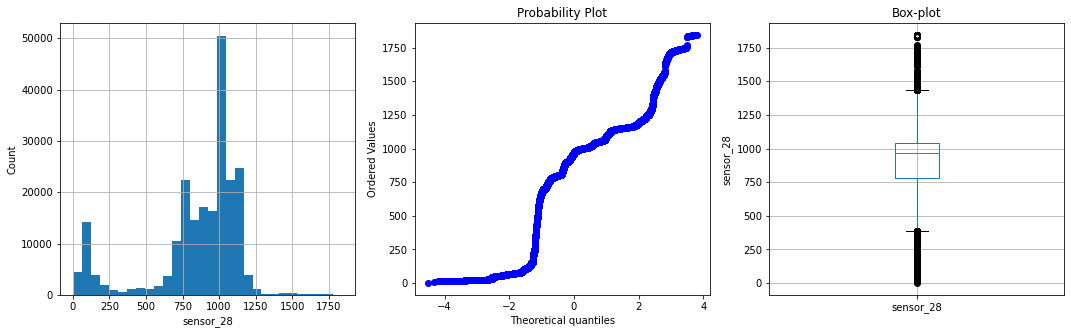 50000
40000
30000
20000
10000
0
Count
0 250 500 750 1000 1250 1500 1750
sensor_28
Probability Plot
1750
1500
1250
1000
750
500
250
0
Ordered Values
−4 −2 0 2 4
Theoretical quantiles
Box-plot
1750
1500
1250
1000
750
500
250
0
sensor_28
sensor_28